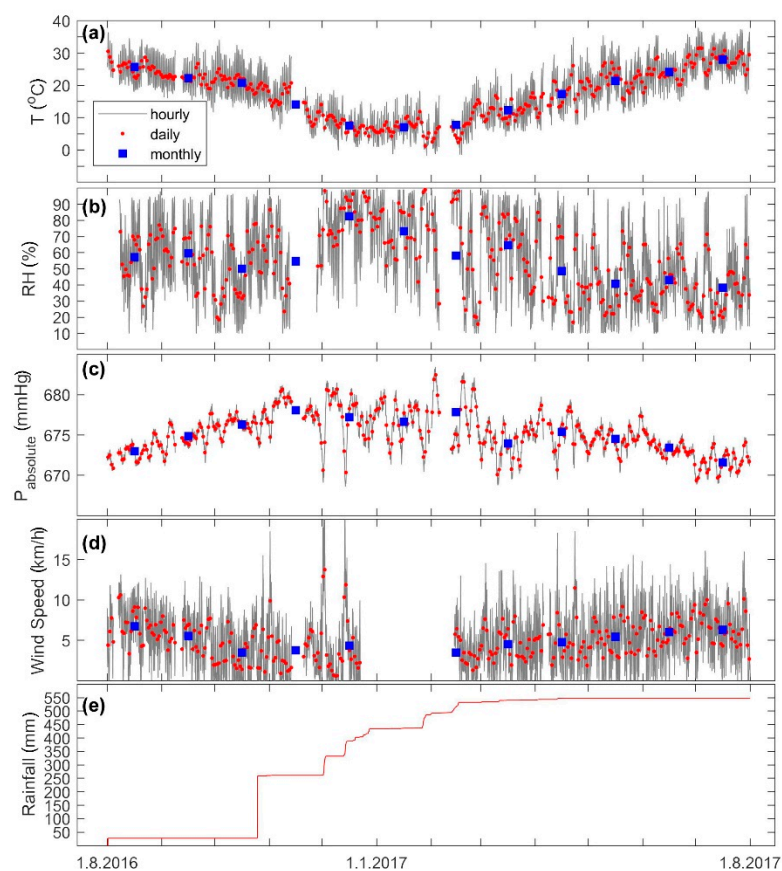 (a)
T (°C)
40
30
20
10
0
hourly
daily
monthly
(b)
RH (%)
90
80
70
60
50
40
30
20
10
(c)
P absolute (mmHg)
680
675
670
(d)
Wind Speed (km/h)
15
10
5
(e)
Rainfall (mm)
550
500
450
400
350
300
250
200
150
100
50
1.8.2016
1.1.2017
1.8.2017